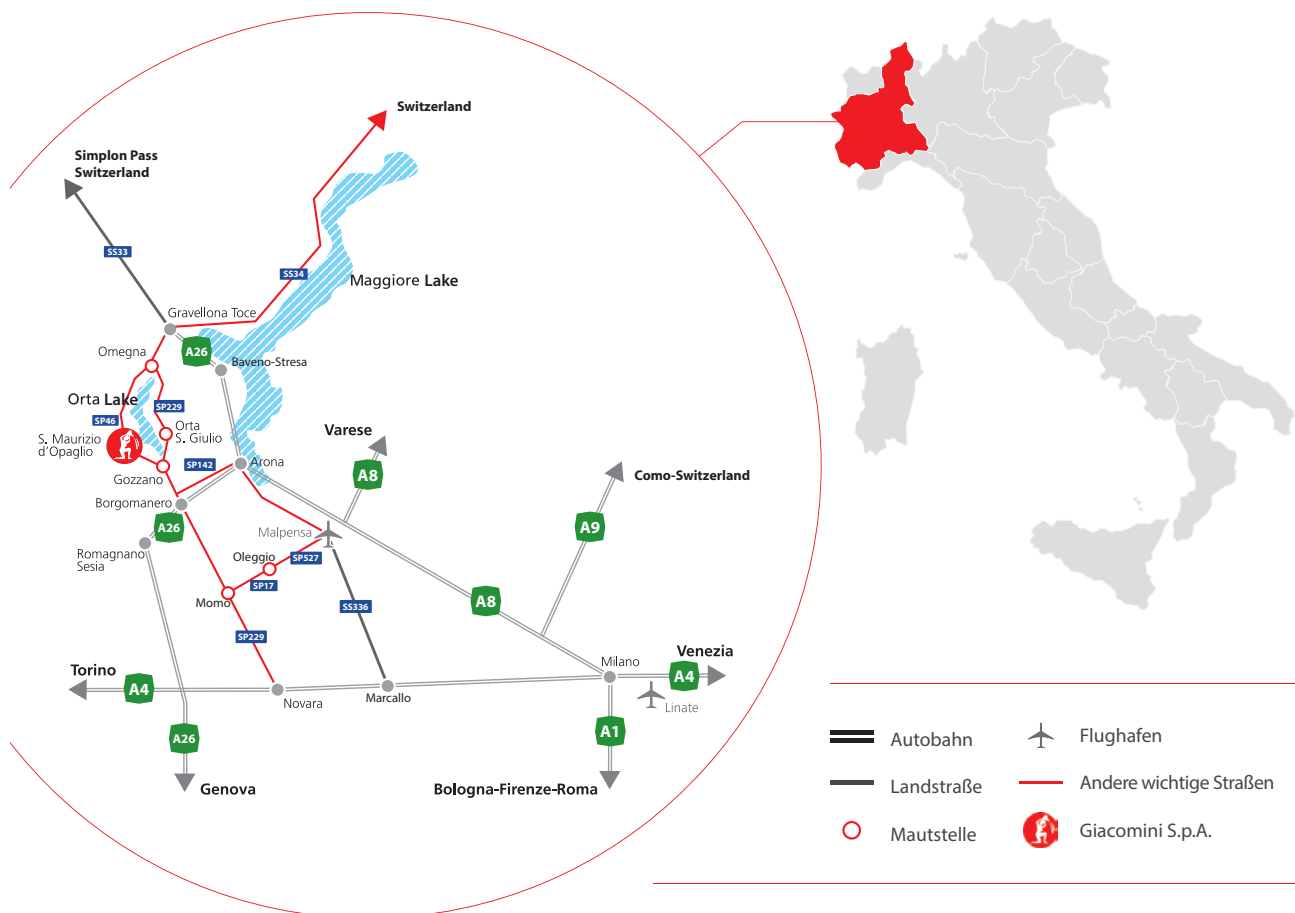 Switzerland
Simplon Pass
Switzerland
SS33
SS34
Maggiore Lake
Gravellona Toce
Omegna
A26
Baveno-Stresa
Orta Lake
SP229
SP46
Orta
S. Giulio
S. Maurizio
d'Opaglio
Varese
SP142
Arona
Gozzano
A8
Como-Switzerland
Borgomanero
A26
Malpensa
A9
Romagnano
Sesia
Oleggio
SP527
SP17
Momo
A8
SS336
SP229
Torino
A4
Milano
Venezia
A4
Novara
Marcallo
Linate
A26
A1
Genova
Bologna-Firenze-Roma
Autobahn
Flughafen
Landstraße
Andere wichtige Straßen
Mautstelle
Giacomini S.p.A.